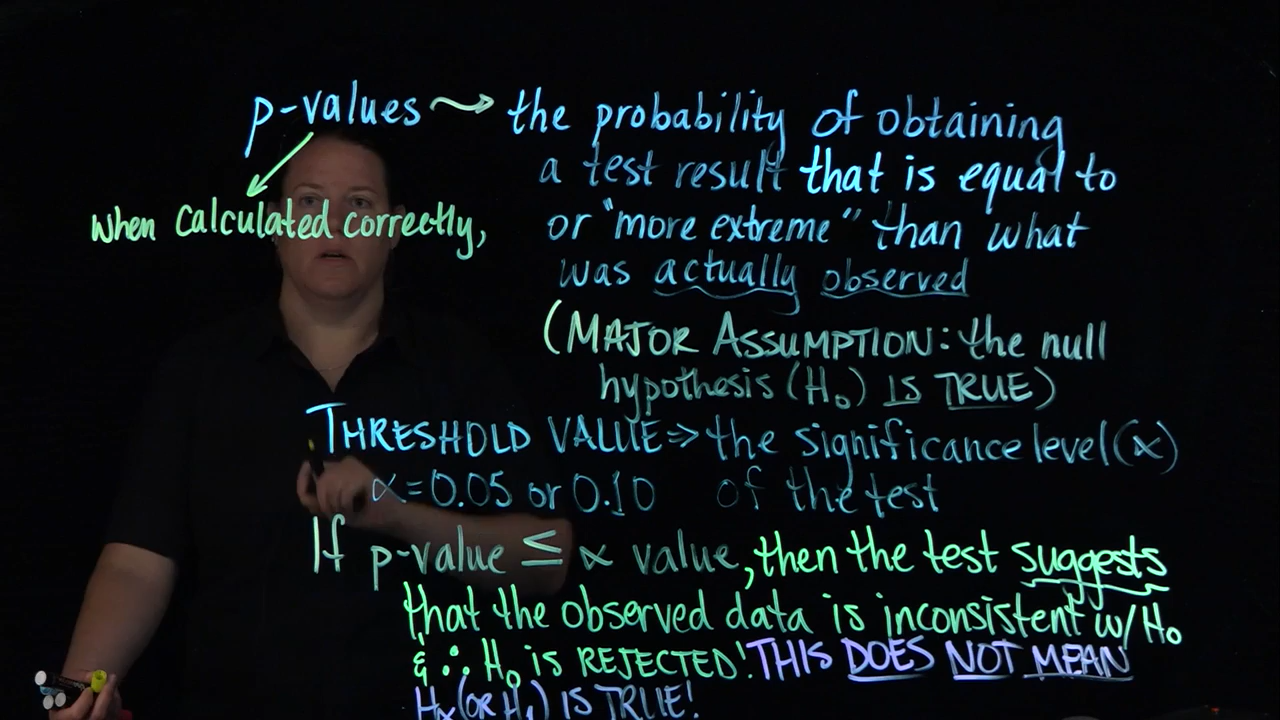 p-values → the probability of obtaining
a test result that is equal to
when calculated correctly, or "more extreme" than what
was actually observed
(MAJOR ASSUMPTION: the null
hypothesis (H₀) IS TRUE)
THRESHOLD VALUE ⇒ the significance level (α)
α = 0.05 or 0.10 of the test
If p-value ≤ α value, then the test suggests
that the observed data is inconsistent w/ H₀
& ∴ H₀ is REJECTED! THIS DOES NOT MEAN
Hₐ (OR H₁) IS TRUE!